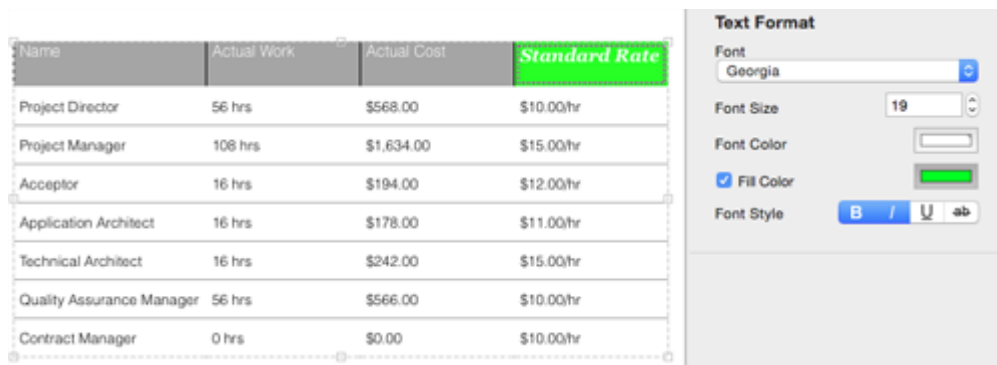 Name Actual Work Actual Cost Standard Rate
Project Director 56 hrs $568.00 $10.00/hr
Project Manager 108 hrs $1,634.00 $15.00/hr
Acceptor 16 hrs $194.00 $12.00/hr
Application Architect 16 hrs $178.00 $11.00/hr
Technical Architect 16 hrs $242.00 $15.00/hr
Quality Assurance Manager 56 hrs $566.00 $10.00/hr
Contract Manager 0 hrs $0.00 $10.00/hr
Text Format
Font
Georgia
Font Size 19
Font Color
Fill Color
Font Style B I U ab